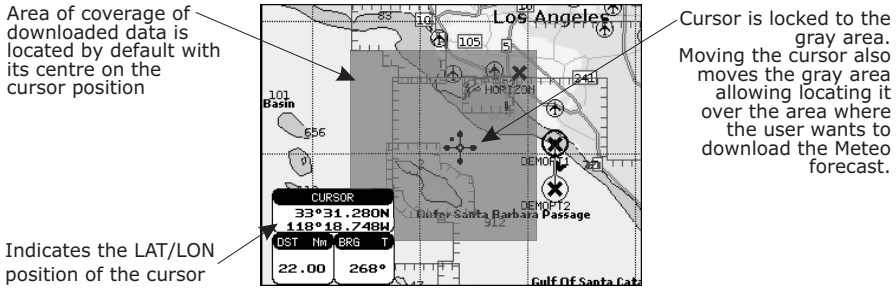 Area of coverage of
downloaded data is
located by default with
its centre on the
cursor position
Indicates the LAT/LON
position of the cursor
83
10
Los Angeles
105
5
241
HORIZON
101
Basin
656
DEMOPT1
DEMOPT2
Outer Santa Barbara Passage
912
CURSOR
33°31.280N
118°18.748W
DST Nm BRG T
22.00 268°
Gulf Of Santa Cata
Cursor is locked to the
gray area.
Moving the cursor also
moves the gray area
allowing locating it
over the area where
the user wants to
download the Meteo
forecast.